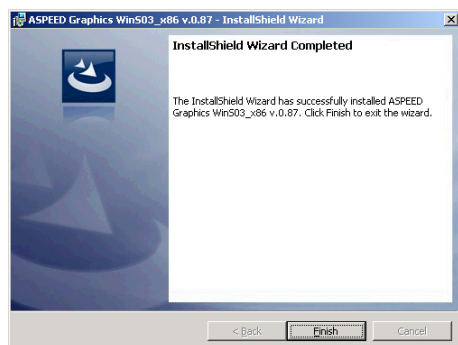 ASPEED Graphics WinS03_x86 v.0.87 - InstallShield Wizard
InstallShield Wizard Completed
The InstallShield Wizard has successfully installed ASPEED
Graphics WinS03_x86 v.0.87. Click Finish to exit the wizard.
< Back Finish Cancel